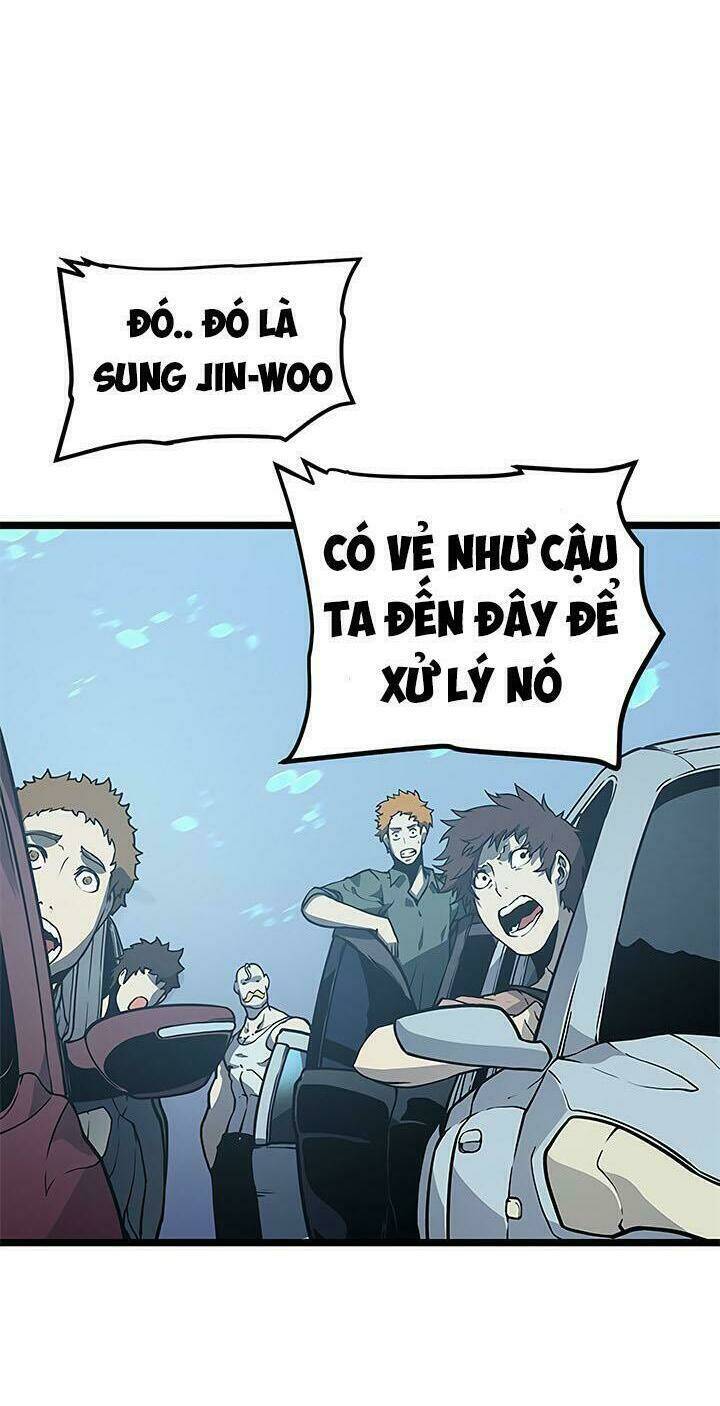 ĐÓ.. ĐÓ LÀ
SUNG JIN-WOO
CÓ VẺ NHƯ CẬU
TA ĐẾN ĐÂY ĐỂ
XỬ LÝ NÓ